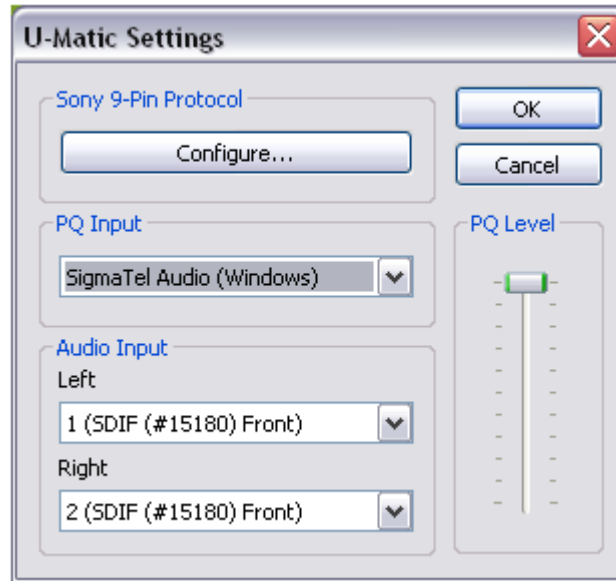 U-Matic Settings
Sony 9-Pin Protocol
Configure...
OK
Cancel
PQ Input
SigmaTel Audio (Windows)
PQ Level
Audio Input
Left
1 (SDIF (#15180) Front)
Right
2 (SDIF (#15180) Front)